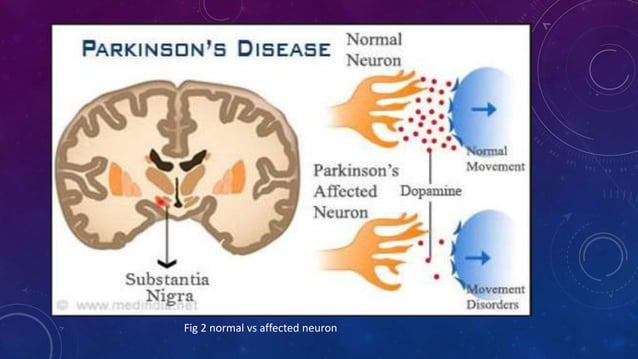 PARKINSON'S DISEASE
Normal
Neuron
Normal
Movement
Parkinson's
Affected
Neuron
Dopamine
Substantia
Nigra
Movement
Disorders
© www.medindia.net
Fig 2 normal vs affected neuron